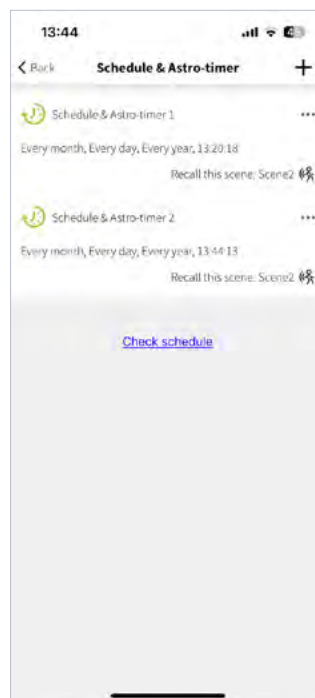 13:44
Back
Schedule & Astro-timer
+
Schedule & Astro-timer 1
...
Every month, Every day, Every year, 13:20:18
Recall this scene: Scene2
Schedule & Astro-timer 2
...
Every month, Every day, Every year, 13:44:13
Recall this scene: Scene2
Check schedule